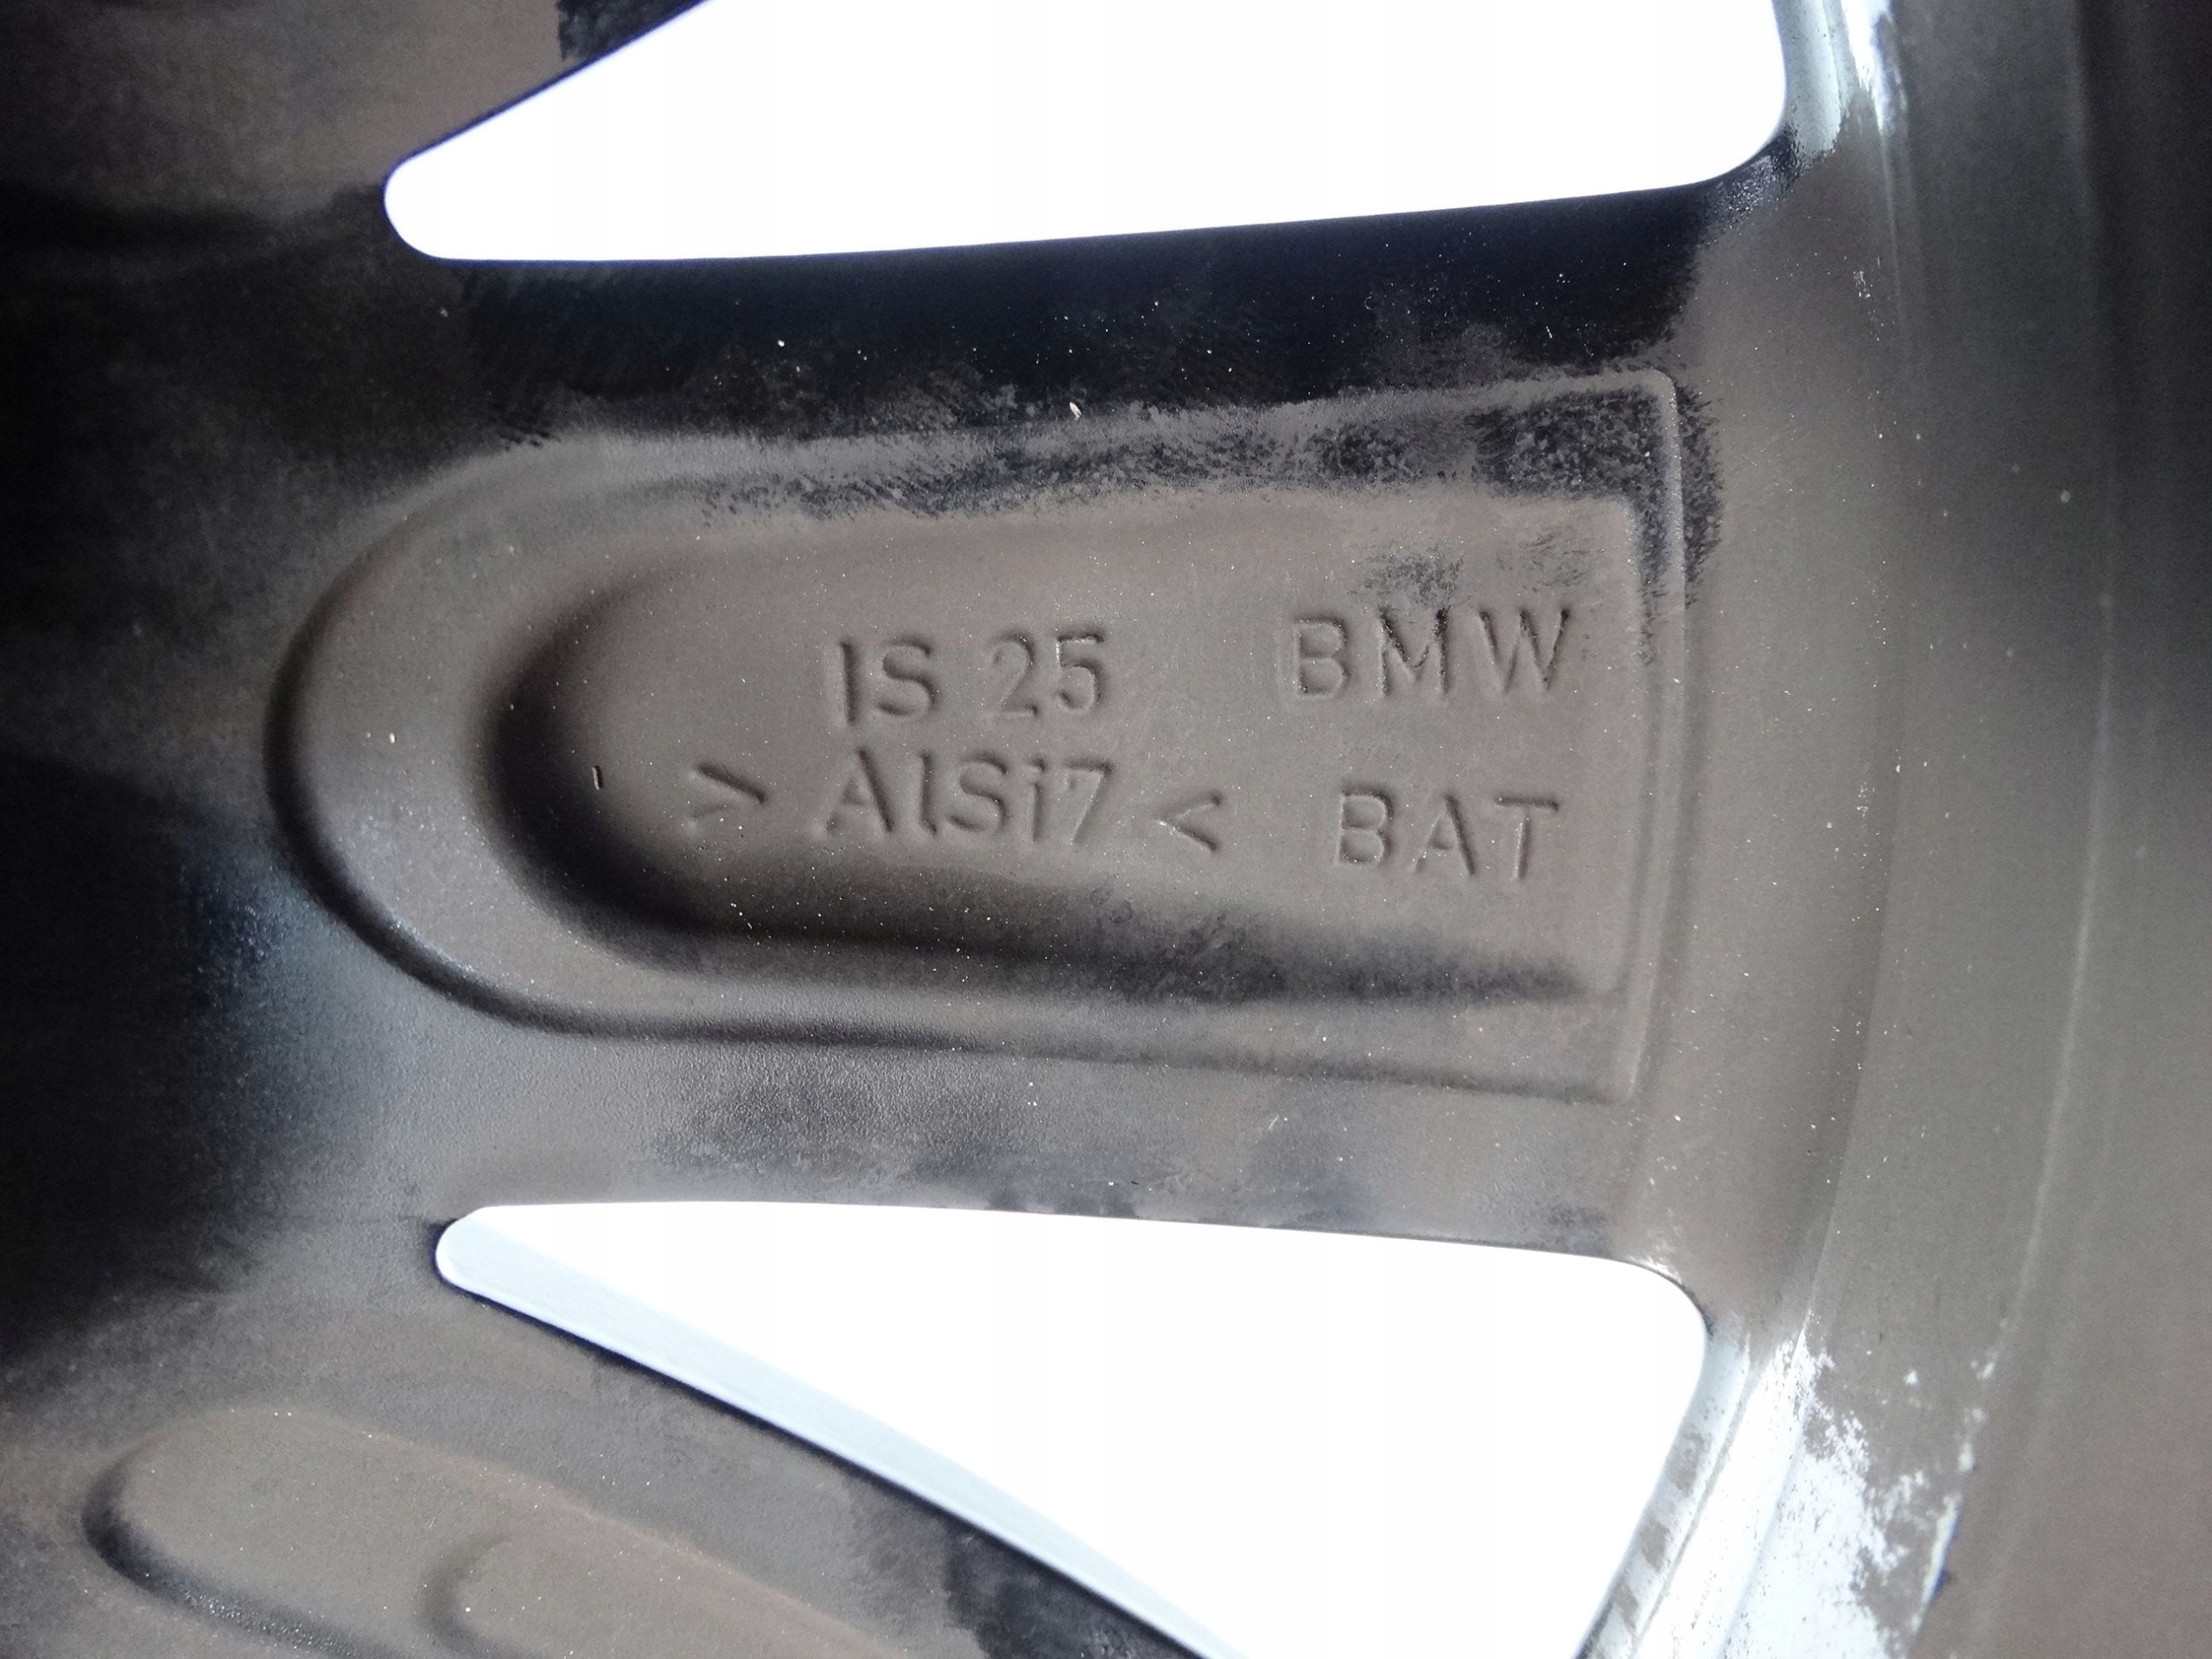 IS 25 BMW
> AlSi7 < BAT